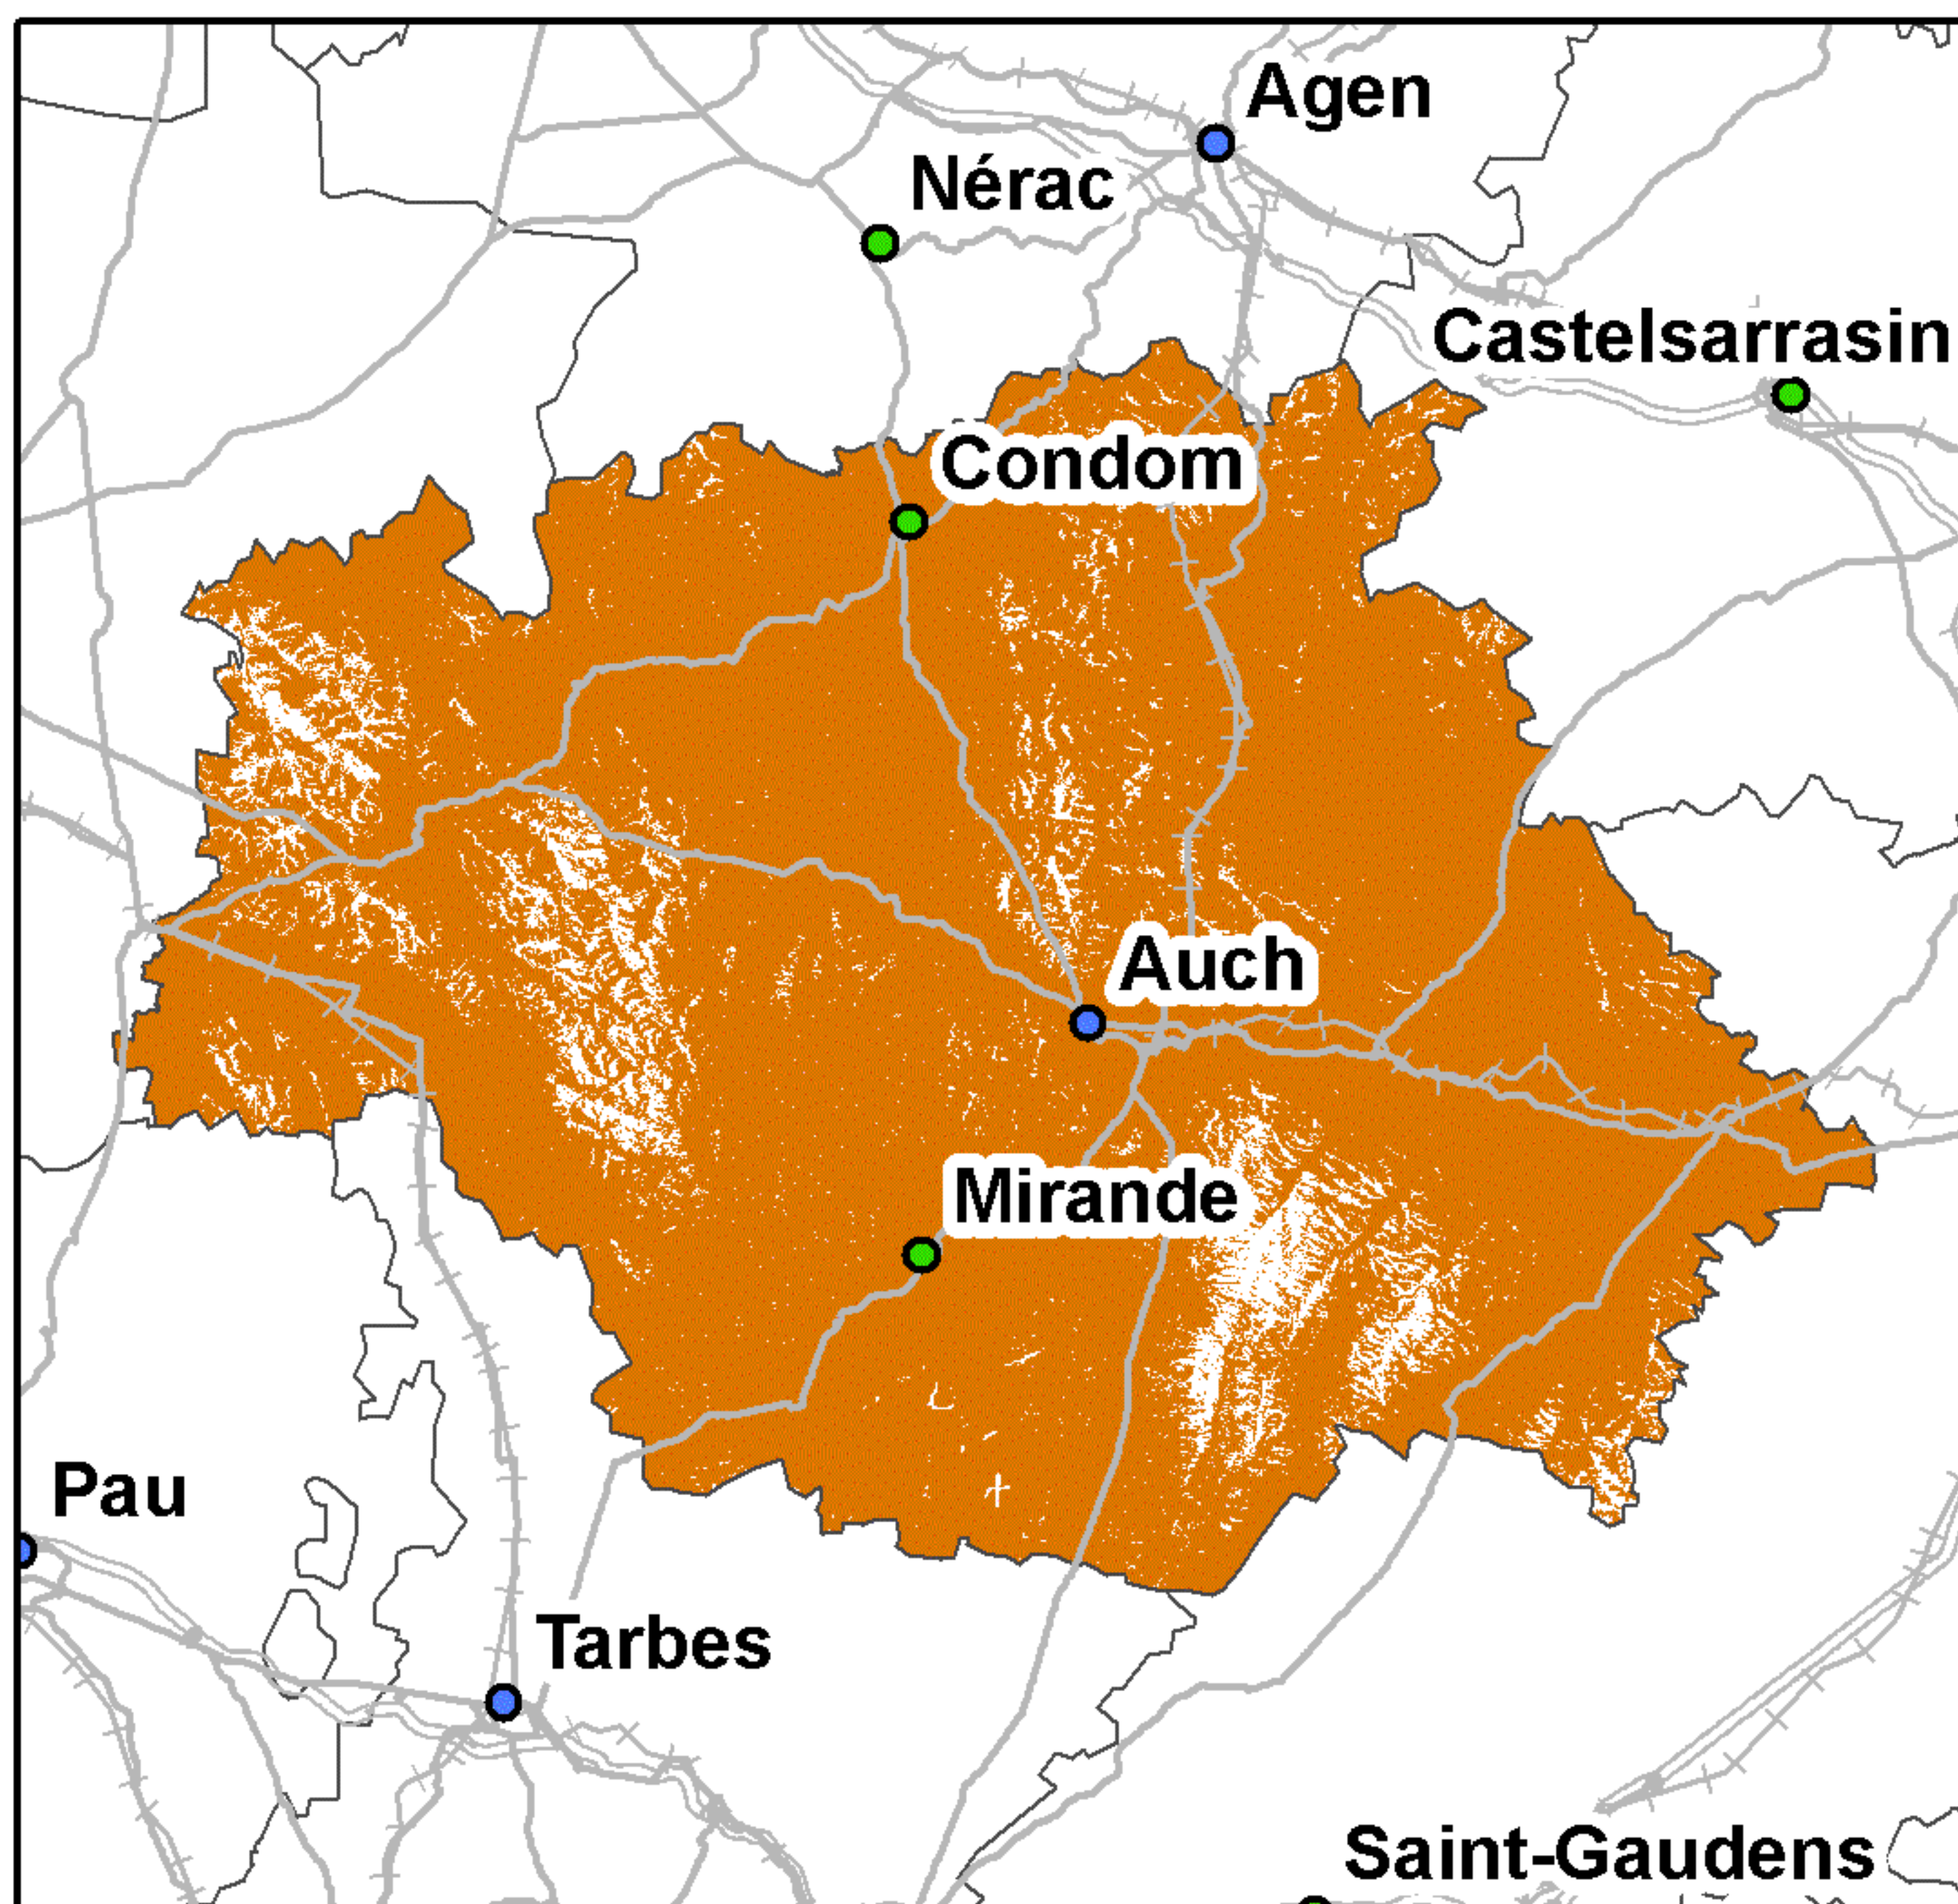 Agen
Nérac
Castelsarrasin
Condom
Auch
Mirande
Pau
Tarbes
Saint-Gaudens